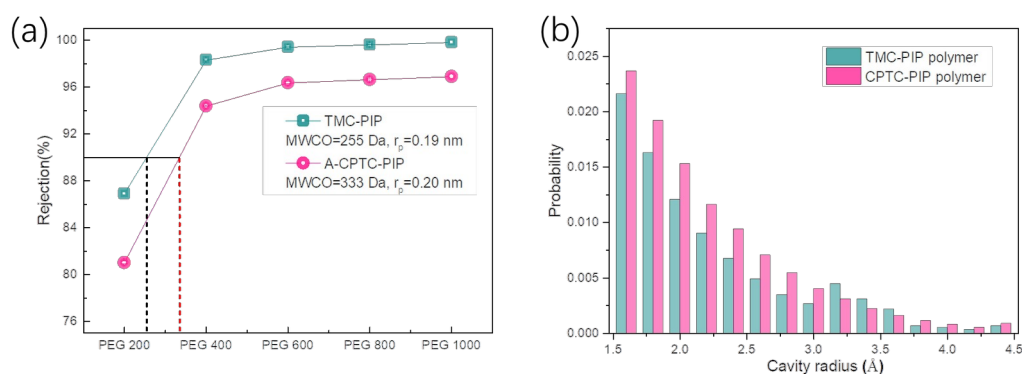 (a)
100
96
92
88
84
80
76
Rejection(%)
TMC-PIP
MWCO=255 Da, rp=0.19 nm
A-CPTC-PIP
MWCO=333 Da, rp=0.20 nm
PEG 200 PEG 400 PEG 600 PEG 800 PEG 1000
(b)
0.025
0.020
0.015
0.010
0.005
0.000
Probability
TMC-PIP polymer
CPTC-PIP polymer
1.5 2.0 2.5 3.0 3.5 4.0 4.5
Cavity radius (Å)